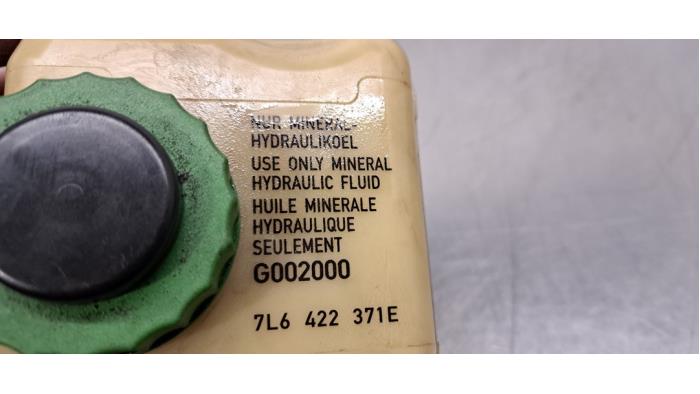 NUR MINERAL-
HYDRAULIKOEL
USE ONLY MINERAL
HYDRAULIC FLUID
HUILE MINERALE
HYDRAULIQUE
SEULEMENT
G002000
7L6 422 371E